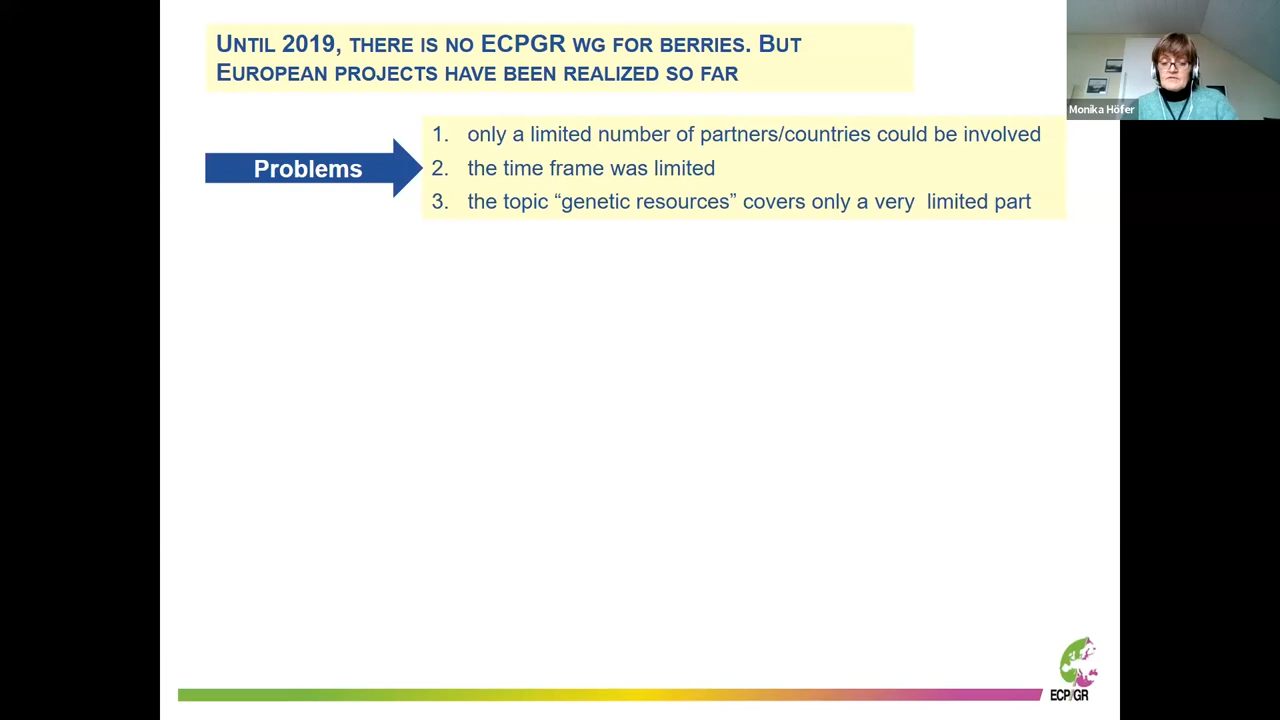 UNTIL 2019, THERE IS NO ECPGR WG FOR BERRIES. BUT
EUROPEAN PROJECTS HAVE BEEN REALIZED SO FAR
Monika Höfer
Problems
1. only a limited number of partners/countries could be involved
2. the time frame was limited
3. the topic “genetic resources” covers only a very limited part
ECP/GR